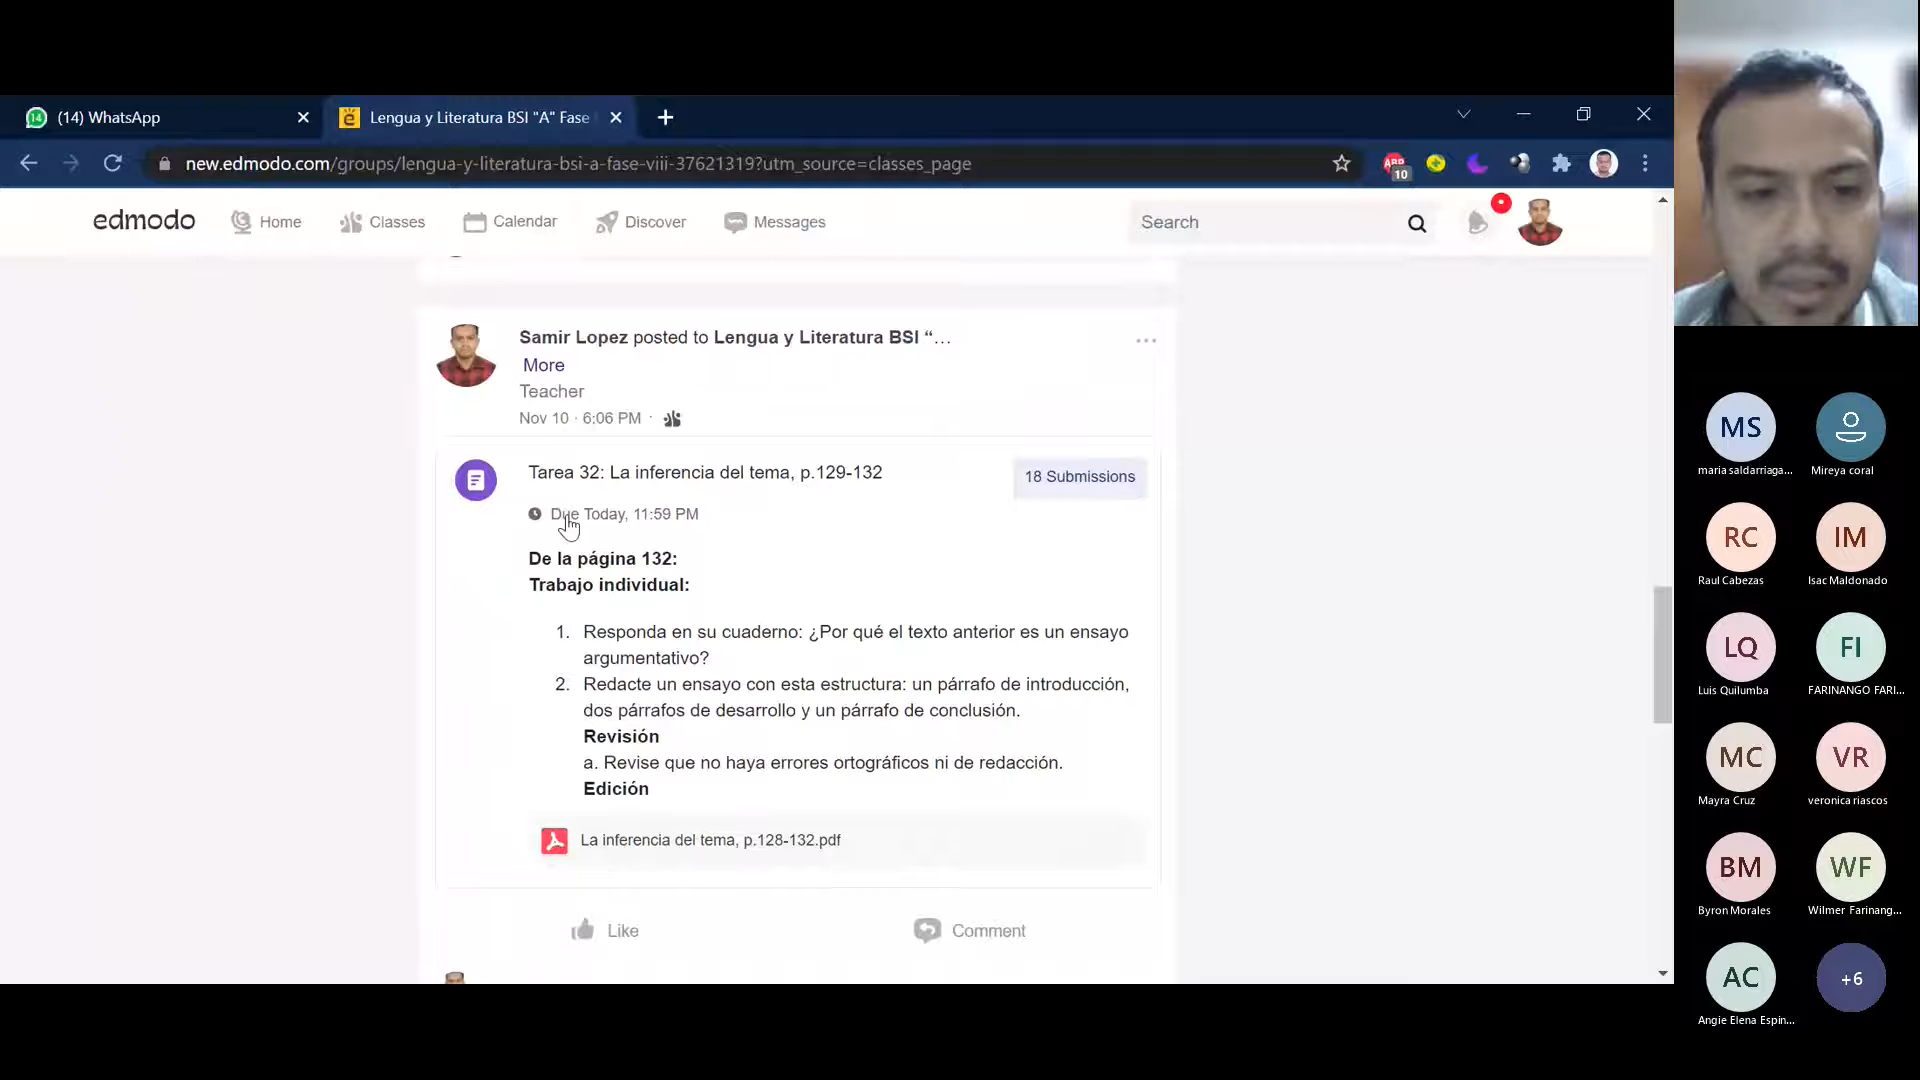 14 (14) WhatsApp
Lengua y Literatura BSI "A" Fase
new.edmodo.com/groups/lengua-y-literatura-bsi-a-fase-viii-37621319?utm_source=classes_page
ABP
10
edmodo Home Classes Calendar Discover Messages Search
Samir Lopez posted to Lengua y Literatura BSI “…
More
Teacher
Nov 10 · 6:06 PM ·
Tarea 32: La inferencia del tema, p.129-132
18 Submissions
Due Today, 11:59 PM
De la página 132:
Trabajo individual:
1. Responda en su cuaderno: ¿Por qué el texto anterior es un ensayo
argumentativo?
2. Redacte un ensayo con esta estructura: un párrafo de introducción,
dos párrafos de desarrollo y un párrafo de conclusión.
Revisión
a. Revise que no haya errores ortográficos ni de redacción.
Edición
La inferencia del tema, p.128-132.pdf
Like Comment
MS
maria saldarriaga... Mireya coral
RC IM
Raul Cabezas Isac Maldonado
LQ FI
Luis Quilumba FARINANGO FARI...
MC VR
Mayra Cruz veronica riascos
BM WF
Byron Morales Wilmer Farinang...
AC +6
Angie Elena Espin...